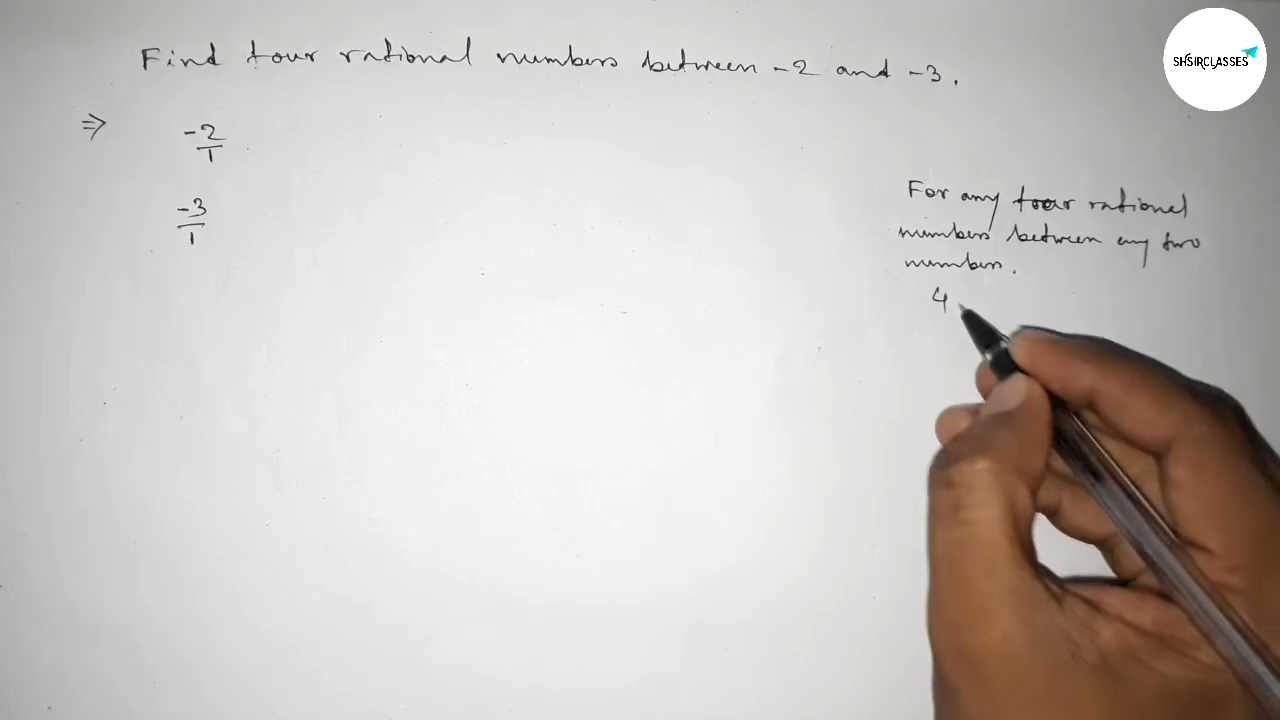 Find four rational numbers between -2 and -3.
SHSIRCLASSES
⇒ -2/1
-3/1
For any four rational
numbers between any two
numbers.
4